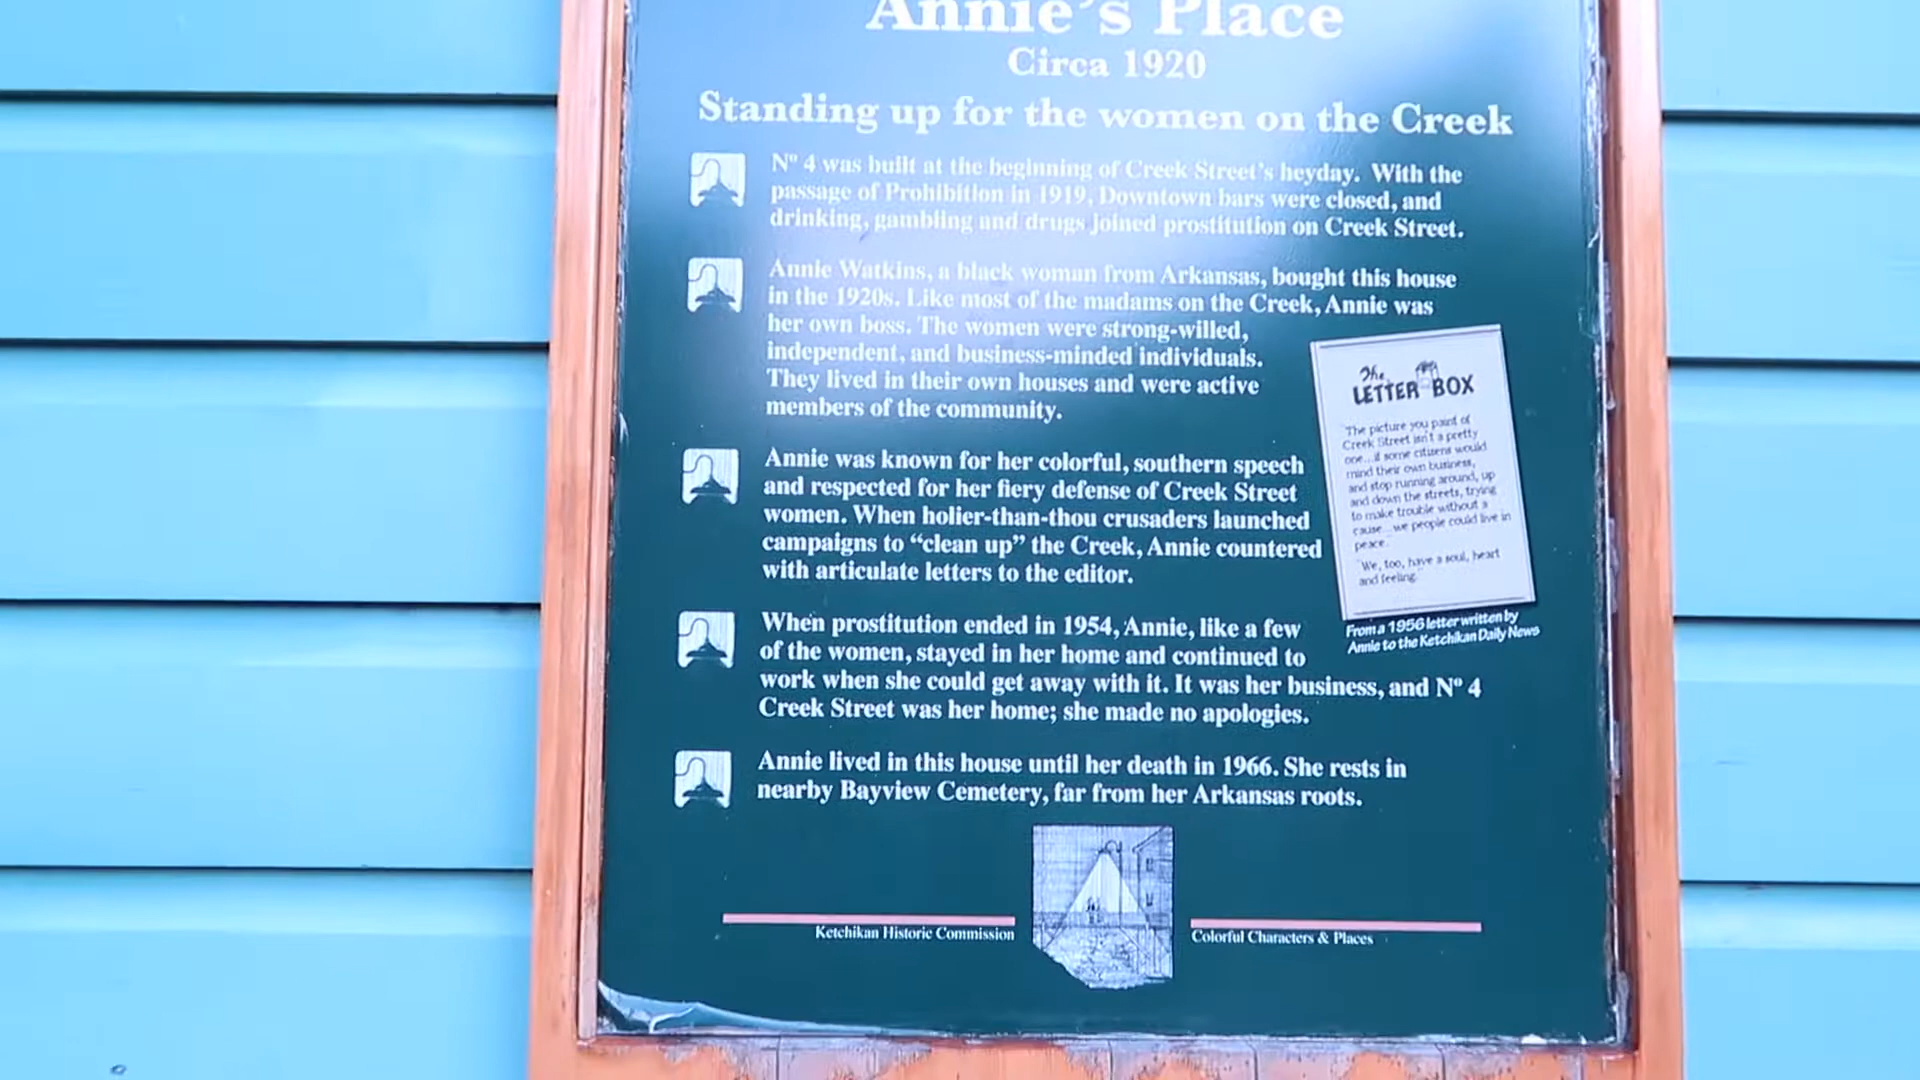 Annie's Place
Circa 1920
Standing up for the women on the Creek
Nº 4 was built at the beginning of Creek Street's heyday. With the
passage of Prohibition in 1919, Downtown bars were closed, and
drinking, gambling and drugs joined prostitution on Creek Street.
Annie Watkins, a black woman from Arkansas, bought this house
in the 1920s. Like most of the madams on the Creek, Annie was
her own boss. The women were strong-willed,
independent, and business-minded individuals.
They lived in their own houses and were active
members of the community.
Annie was known for her colorful, southern speech
and respected for her fiery defense of Creek Street
women. When holier-than-thou crusaders launched
campaigns to “clean up” the Creek, Annie countered
with articulate letters to the editor.
The
LETTER BOX
"The picture you paint of
Creek Street isn't a pretty
one...if some citizens would
mind their own business,
and stop running around, up
and down the streets, trying
to make trouble without a
cause...we people could live in
peace."
"We, too, have a soul, heart
and feeling."
From a 1956 letter written by
Annie to the Ketchikan Daily News
When prostitution ended in 1954, Annie, like a few
of the women, stayed in her home and continued to
work when she could get away with it. It was her business, and Nº 4
Creek Street was her home; she made no apologies.
Annie lived in this house until her death in 1966. She rests in
nearby Bayview Cemetery, far from her Arkansas roots.
Ketchikan Historic Commission
Colorful Characters & Places